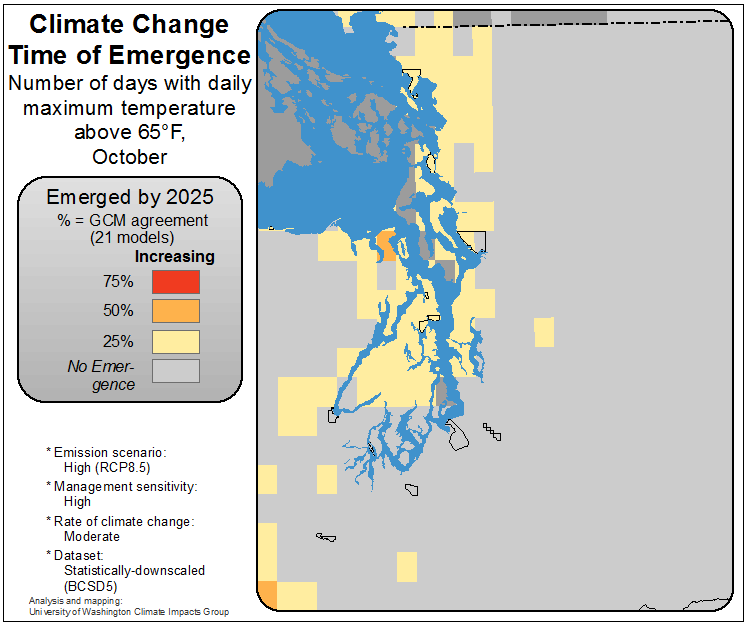 Climate Change
Time of Emergence
Number of days with daily
maximum temperature
above 65°F,
October
Emerged by 2025
% = GCM agreement
(21 models)
Increasing
75%
50%
25%
No Emer-
gence
* Emission scenario:
High (RCP8.5)
* Management sensitivity:
High
* Rate of climate change:
Moderate
* Dataset:
Statistically-downscaled
(BCSD5)
Analysis and mapping:
University of Washington Climate Impacts Group